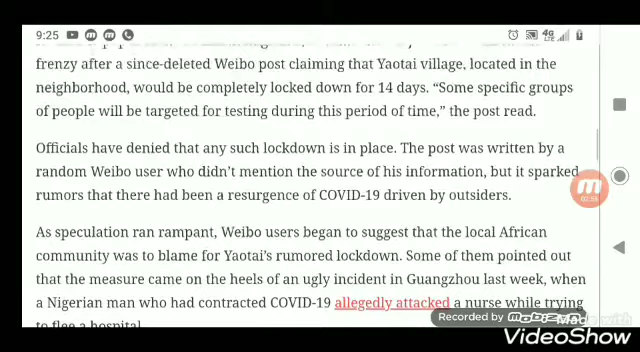 9:25
4G
frenzy after a since-deleted Weibo post claiming that Yaotai village, located in the
neighborhood, would be completely locked down for 14 days. “Some specific groups
of people will be targeted for testing during this period of time,” the post read.
Officials have denied that any such lockdown is in place. The post was written by a
random Weibo user who didn’t mention the source of his information, but it sparked
rumors that there had been a resurgence of COVID-19 driven by outsiders.
As speculation ran rampant, Weibo users began to suggest that the local African
community was to blame for Yaotai’s rumored lockdown. Some of them pointed out
that the measure came on the heels of an ugly incident in Guangzhou last week, when
a Nigerian man who had contracted COVID-19 allegedly attacked a nurse while trying
to flee a hospital.
Recorded by
Made with
VideoShow